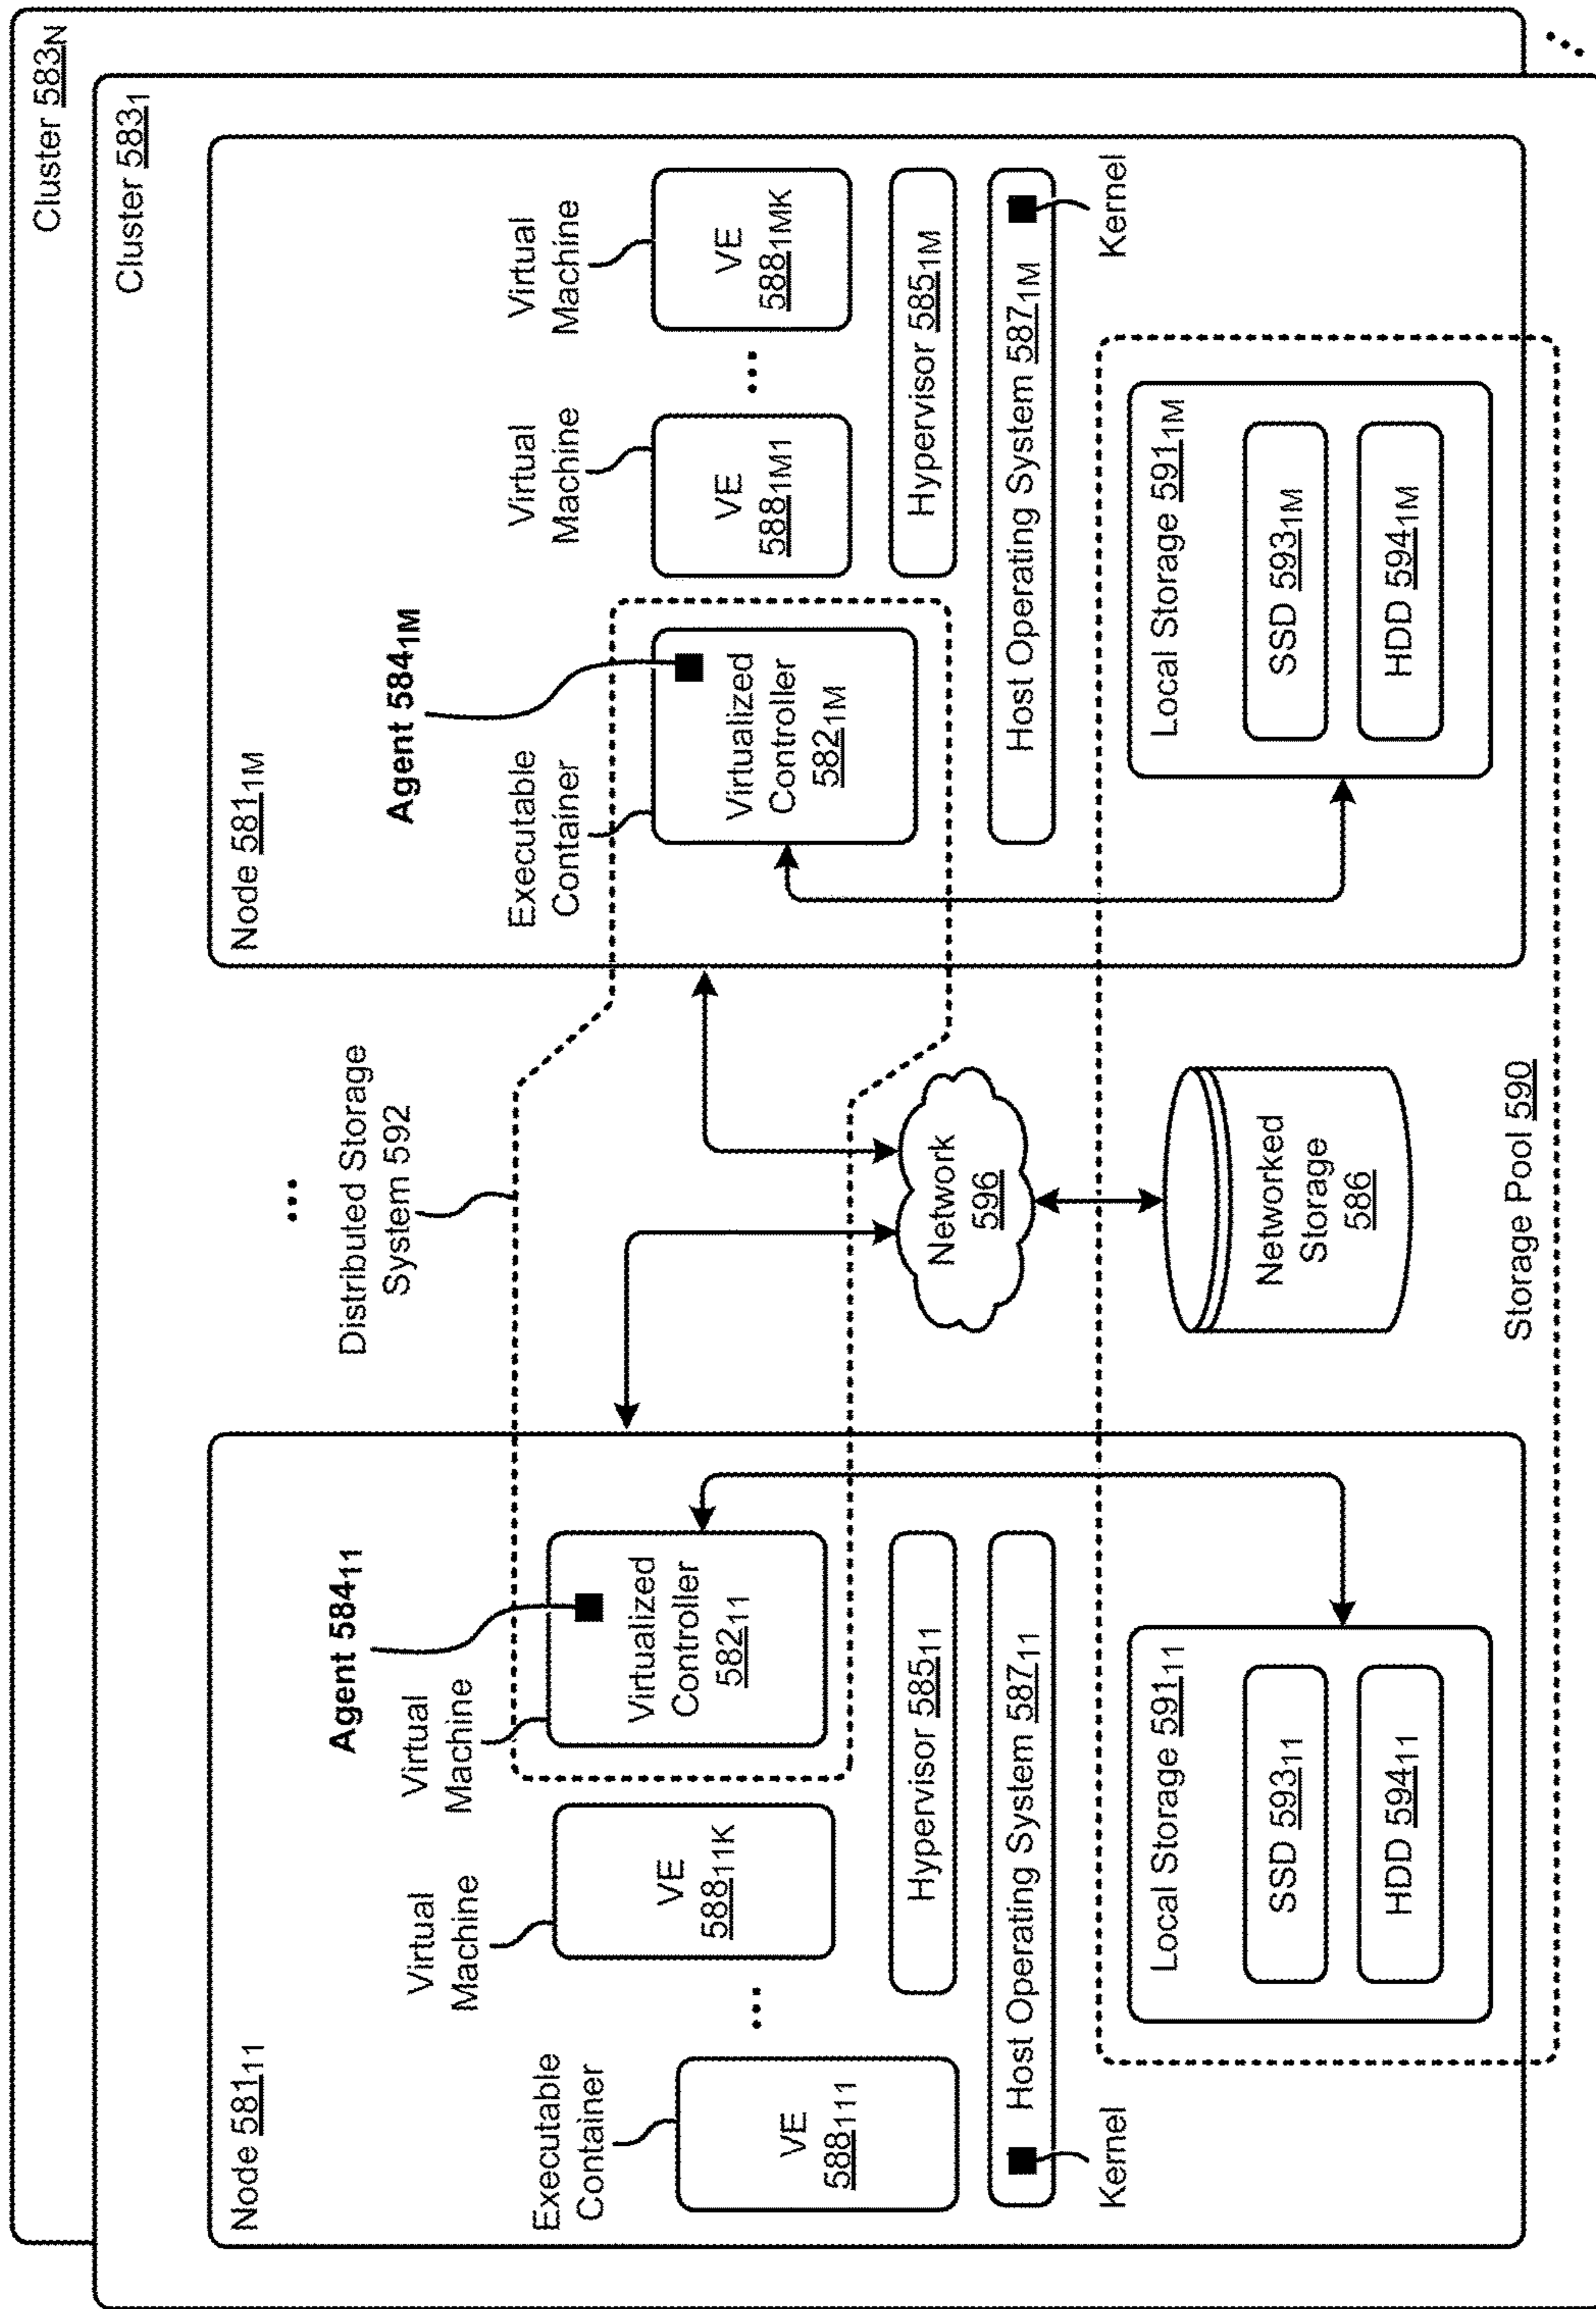 Cluster 583N
Cluster 5831
Node 58111
Agent 58411
Virtual
Machine
Virtual
Machine
Executable
Container
VE
588111
...
VE
58811K
Virtualized
Controller
58211
Hypervisor 58511
Host Operating System 58711
Kernel
Local Storage 59111
SSD 59311
HDD 59411
...
Distributed Storage
System 592
Network
596
Networked
Storage
586
Storage Pool 590
Node 5811M
Agent 5841M
Executable
Container
Virtual
Machine
Virtual
Machine
Virtualized
Controller
5821M
VE
5881M1
...
VE
5881MK
Hypervisor 5851M
Host Operating System 5871M
Kernel
Local Storage 5911M
SSD 5931M
HDD 5941M
...